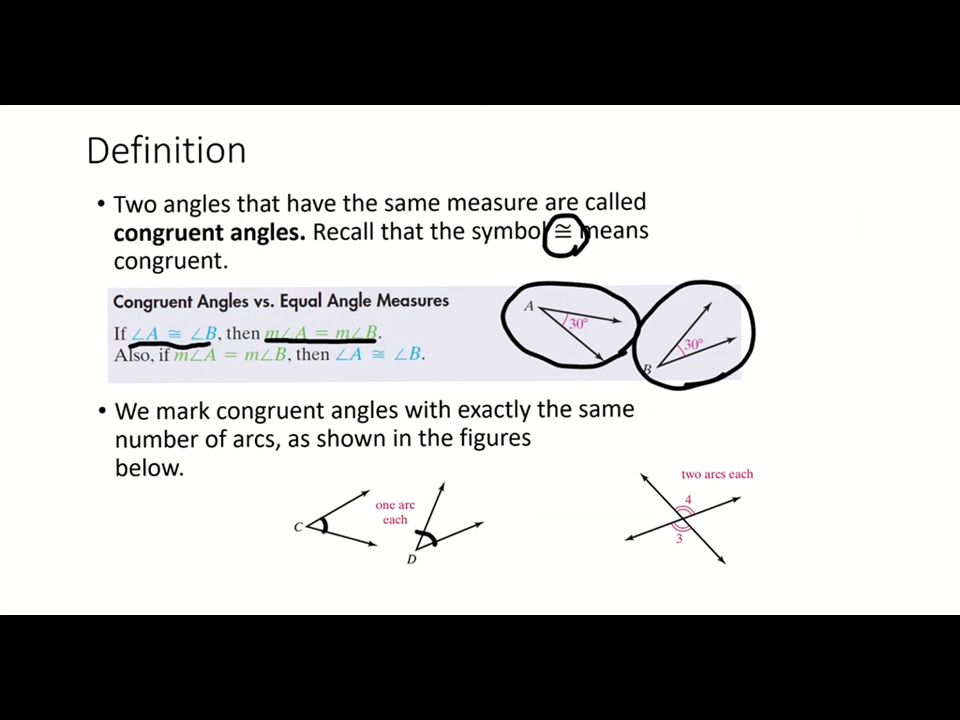 Definition
• Two angles that have the same measure are called
congruent angles. Recall that the symbol ≅ means
congruent.
Congruent Angles vs. Equal Angle Measures
If ∠A ≅ ∠B, then m∠A = m∠B.
Also, if m∠A = m∠B, then ∠A ≅ ∠B.
A
30°
30°
B
• We mark congruent angles with exactly the same
number of arcs, as shown in the figures
below.
C
one arc
each
D
two arcs each
4
3